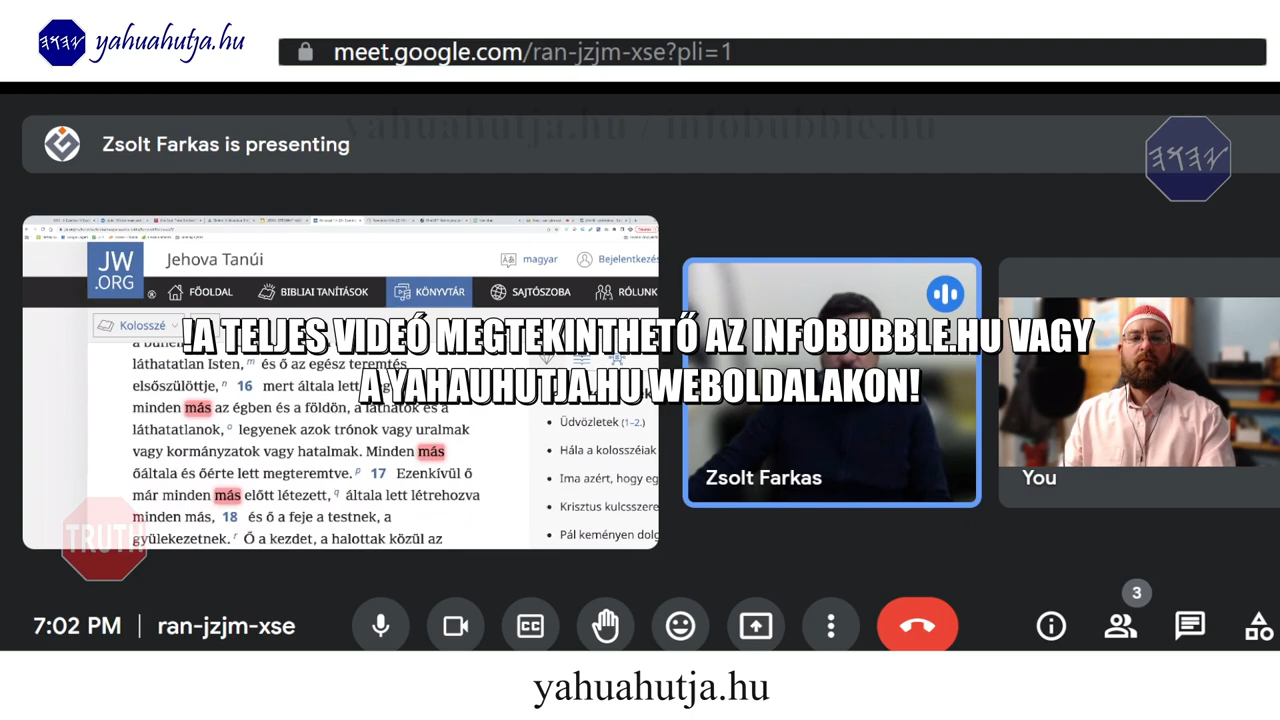 yahuahutja.hu
meet.google.com/ran-jzjm-xse?pli=1
yahuahutja.hu / infobubble.hu
Zsolt Farkas is presenting
JW
.ORG
Jehova Tanúi
magyar
Bejelentkezés
FŐOLDAL
BIBLIAI TANÍTÁSOK
KÖNYVTÁR
SAJTÓSZOBA
RÓLUNK
Kolossé
!A TELJES VIDEÓ MEGTEKINTHETŐ AZ INFOBUBBLE.HU VAGY
A YAHAUHUTJA.HU WEBOLDALAKON!
láthatatlan Isten, m és ő az egész teremtés
elsőszülöttje, n 16 mert általa lett
minden más az égben és a földön, a láthatók és a
láthatatlanok, o legyenek azok trónok vagy uralmak
vagy kormányzatok vagy hatalmak. Minden más
őáltala és őérte lett megteremtve. p 17 Ezenkívül ő
már minden más előtt létezett, q általa lett létrehozva
minden más, 18 és ő a feje a testnek, a
gyülekezetnek. r Ő a kezdet, a halottak közül az
Üdvözletek (1–2.)
Hála a kolosséiak
Ima azért, hogy eg
Krisztus kulcsszere
Pál keményen dolg
TRUTH
Zsolt Farkas
You
3
7:02 PM | ran-jzjm-xse
CC
yahuahutja.hu